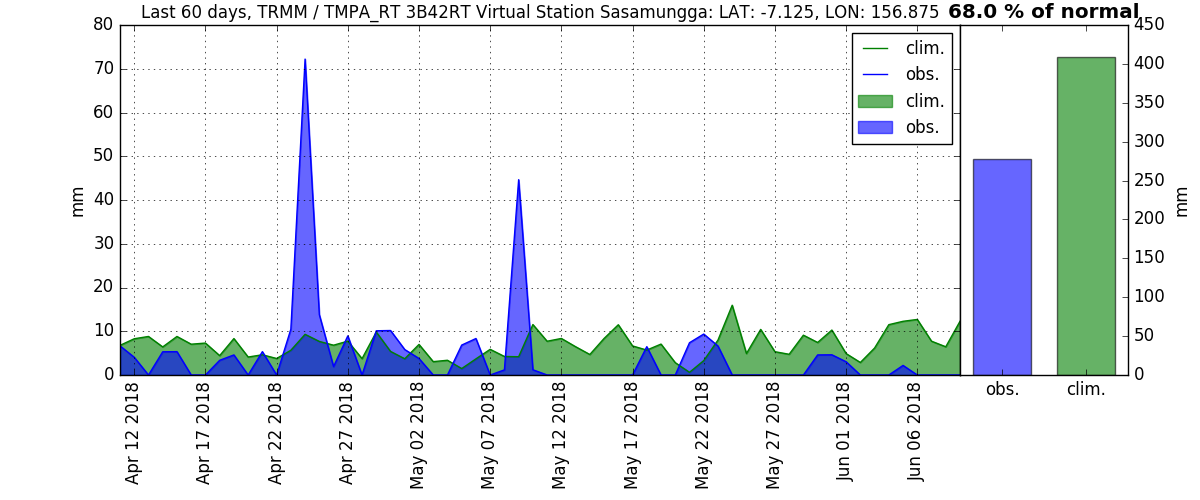 Last 60 days, TRMM / TMPA_RT 3B42RT Virtual Station Sasamungga: LAT: -7.125, LON: 156.875 68.0 % of normal
80
70
60
50
40
30
20
10
0
mm
clim.
obs.
clim.
obs.
Apr 12 2018
Apr 17 2018
Apr 22 2018
Apr 27 2018
May 02 2018
May 07 2018
May 12 2018
May 17 2018
May 22 2018
May 27 2018
Jun 01 2018
Jun 06 2018
450
400
350
300
250
200
150
100
50
0
mm
obs. clim.